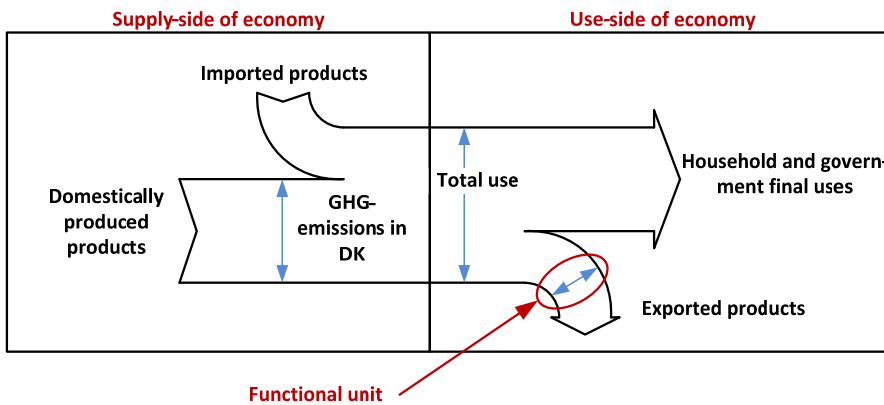 Supply-side of economy
Use-side of economy
Imported products
Domestically
produced
products
GHG-
emissions in
DK
Total use
Household and govern-
ment final uses
Exported products
Functional unit